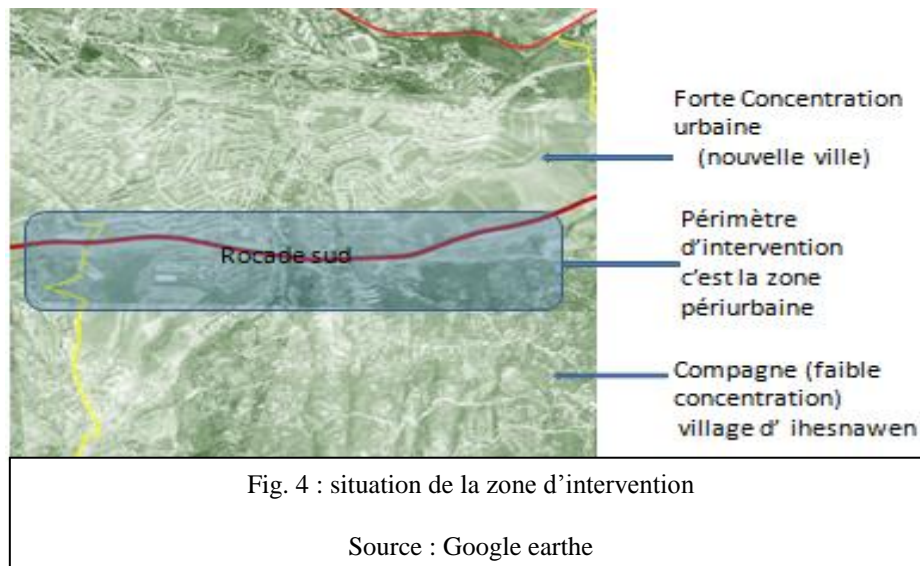 Forte Concentration
urbaine
(nouvelle ville)
Périmètre
d'intervention
c'est la zone
périurbaine
Rocade sud
Compagne (faible
concentration)
village d' ihesnawen
Fig. 4 : situation de la zone d'intervention
Source : Google earthe